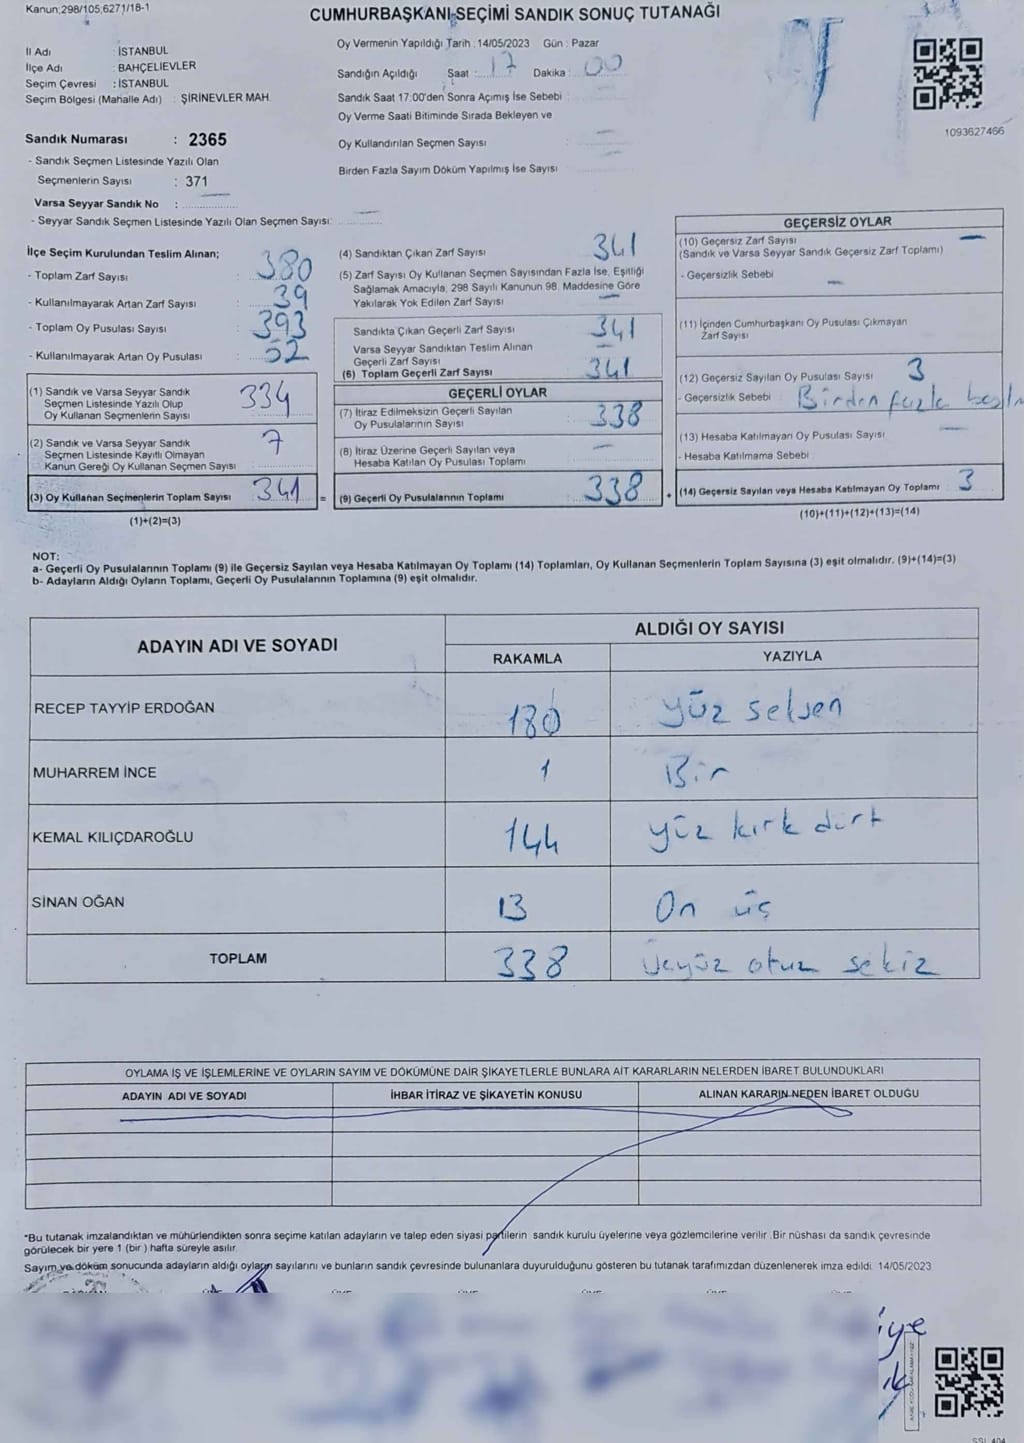 Kanun;298/105;6271/18-1
CUMHURBAŞKANI SEÇİMİ SANDIK SONUÇ TUTANAĞI
İl Adı : İSTANBUL
İlçe Adı : BAHÇELİEVLER
Seçim Çevresi : İSTANBUL
Seçim Bölgesi (Mahalle Adı) : ŞİRİNEVLER MAH.
Oy Vermenin Yapıldığı Tarih : 14/05/2023 Gün : Pazar
Sandığın Açıldığı Saat : 17 Dakika : 00
Sandık Saat 17:00'den Sonra Açımış İse Sebebi :
Oy Verme Saati Bitiminde Sırada Bekleyen ve
Oy Kullandırılan Seçmen Sayısı :
Birden Fazla Sayım Döküm Yapılmış İse Sayısı :
1093627466
Sandık Numarası : 2365
- Sandık Seçmen Listesinde Yazılı Olan
Seçmenlerin Sayısı : 371
Varsa Seyyar Sandık No :
- Seyyar Sandık Seçmen Listesinde Yazılı Olan Seçmen Sayısı:
İlçe Seçim Kurulundan Teslim Alınan;
- Toplam Zarf Sayısı : 380
- Kullanılmayarak Artan Zarf Sayısı : 39
- Toplam Oy Pusulası Sayısı : 393
- Kullanılmayarak Artan Oy Pusulası : 52
(1) Sandık ve Varsa Seyyar Sandık
Seçmen Listesinde Yazılı Olup
Oy Kullanan Seçmenlerin Sayısı 334
(2) Sandık ve Varsa Seyyar Sandık
Seçmen Listesinde Kayıtlı Olmayan
Kanun Gereği Oy Kullanan Seçmen Sayısı 7
(3) Oy Kullanan Seçmenlerin Toplam Sayısı 341 =
(1)+(2)=(3)
(4) Sandıktan Çıkan Zarf Sayısı : 341
(5) Zarf Sayısı Oy Kullanan Seçmen Sayısından Fazla İse, Eşitliği
Sağlamak Amacıyla, 298 Sayılı Kanunun 98. Maddesine Göre
Yakılarak Yok Edilen Zarf Sayısı
Sandıkta Çıkan Geçerli Zarf Sayısı : 341
Varsa Seyyar Sandıktan Teslim Alınan
Geçerli Zarf Sayısı
(6) Toplam Geçerli Zarf Sayısı : 341
GEÇERLİ OYLAR
(7) İtiraz Edilmeksizin Geçerli Sayılan
Oy Pusulalarının Sayısı : 338
(8) İtiraz Üzerine Geçerli Sayılan veya
Hesaba Katılan Oy Pusulası Toplamı
(9) Geçerli Oy Pusulalarının Toplamı : 338 +
GEÇERSİZ OYLAR
(10) Geçersiz Zarf Sayısı
(Sandık ve Varsa Seyyar Sandık Geçersiz Zarf Toplamı)
- Geçersizlik Sebebi :
(11) İçinden Cumhurbaşkanı Oy Pusulası Çıkmayan
Zarf Sayısı
(12) Geçersiz Sayılan Oy Pusulası Sayısı 3
- Geçersizlik Sebebi : Birden fazla
(13) Hesaba Katılmayan Oy Pusulası Sayısı
- Hesaba Katılmama Sebebi
(14) Geçersiz Sayılan veya Hesaba Katılmayan Oy Toplamı : 3
(10)+(11)+(12)+(13)=(14)
NOT:
a- Geçerli Oy Pusulalarının Toplamı (9) ile Geçersiz Sayılan veya Hesaba Katılmayan Oy Toplamı (14) Toplamları, Oy Kullanan Seçmenlerin Toplam Sayısına (3) eşit olmalıdır. (9)+(14)=(3)
b- Adayların Aldığı Oyların Toplamı, Geçerli Oy Pusulalarının Toplamına (9) eşit olmalıdır.
ADAYIN ADI VE SOYADI ALDIĞI OY SAYISI
RAKAMLA YAZIYLA
RECEP TAYYİP ERDOĞAN 180 yüz seksen
MUHARREM İNCE 1 Bir
KEMAL KILIÇDAROĞLU 144 yüz kırk dört
SİNAN OĞAN 13 On üç
TOPLAM 338 üçyüz otuz sekiz
OYLAMA İŞ VE İŞLEMLERİNE VE OYLARIN SAYIM VE DÖKÜMÜNE DAİR ŞİKAYETLERLE BUNLARA AİT KARARLARIN NELERDEN İBARET BULUNDUKLARI
ADAYIN ADI VE SOYADI İHBAR İTİRAZ VE ŞİKAYETİN KONUSU ALINAN KARARIN NEDEN İBARET OLDUĞU
*Bu tutanak imzalandıktan ve mühürlendikten sonra seçime katılan adayların ve talep eden siyasi partilerin sandık kurulu üyelerine veya gözlemcilerine verilir. Bir nüshası da sandık çevresinde
görülecek bir yere 1 (bir ) hafta süreyle asılır.
Sayım ve döküm sonucunda adayların aldığı oyların sayılarını ve bunların sandık çevresinde bulunanlara duyurulduğunu gösteren bu tutanak tarafımızdan düzenlenerek imza edildi. 14/05/2023